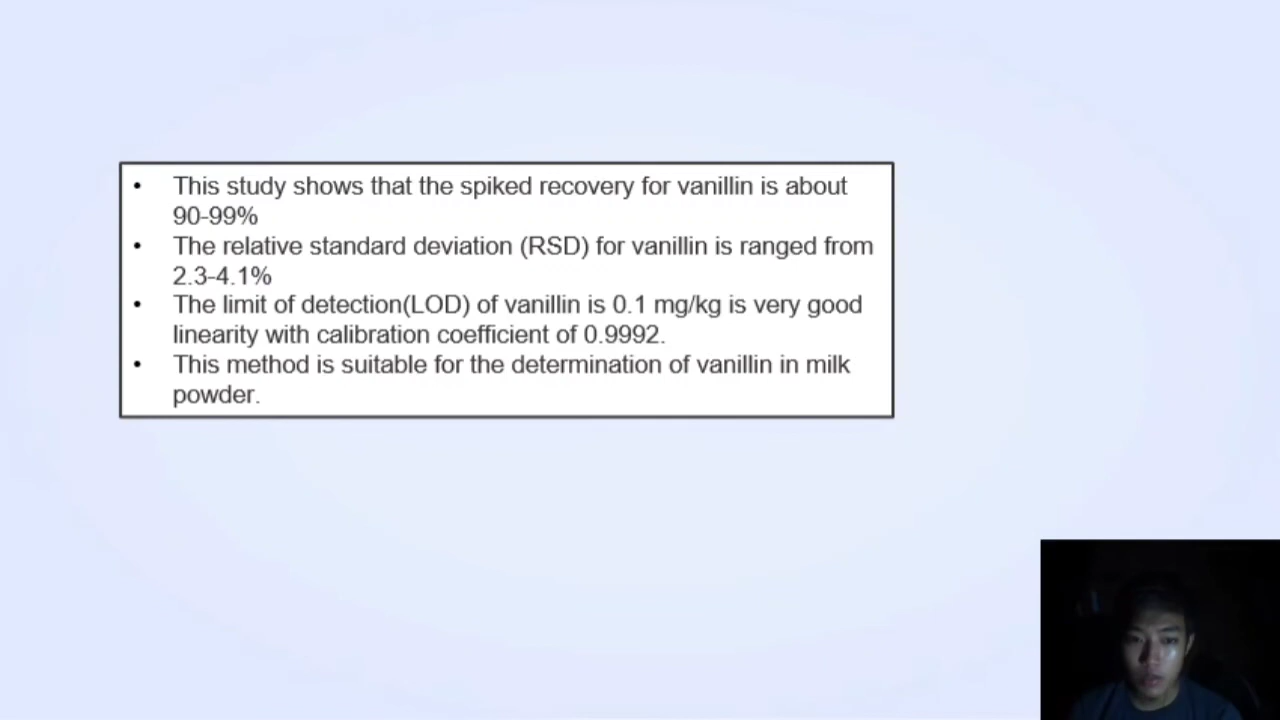 • This study shows that the spiked recovery for vanillin is about
90-99%
• The relative standard deviation (RSD) for vanillin is ranged from
2.3-4.1%
• The limit of detection(LOD) of vanillin is 0.1 mg/kg is very good
linearity with calibration coefficient of 0.9992.
• This method is suitable for the determination of vanillin in milk
powder.